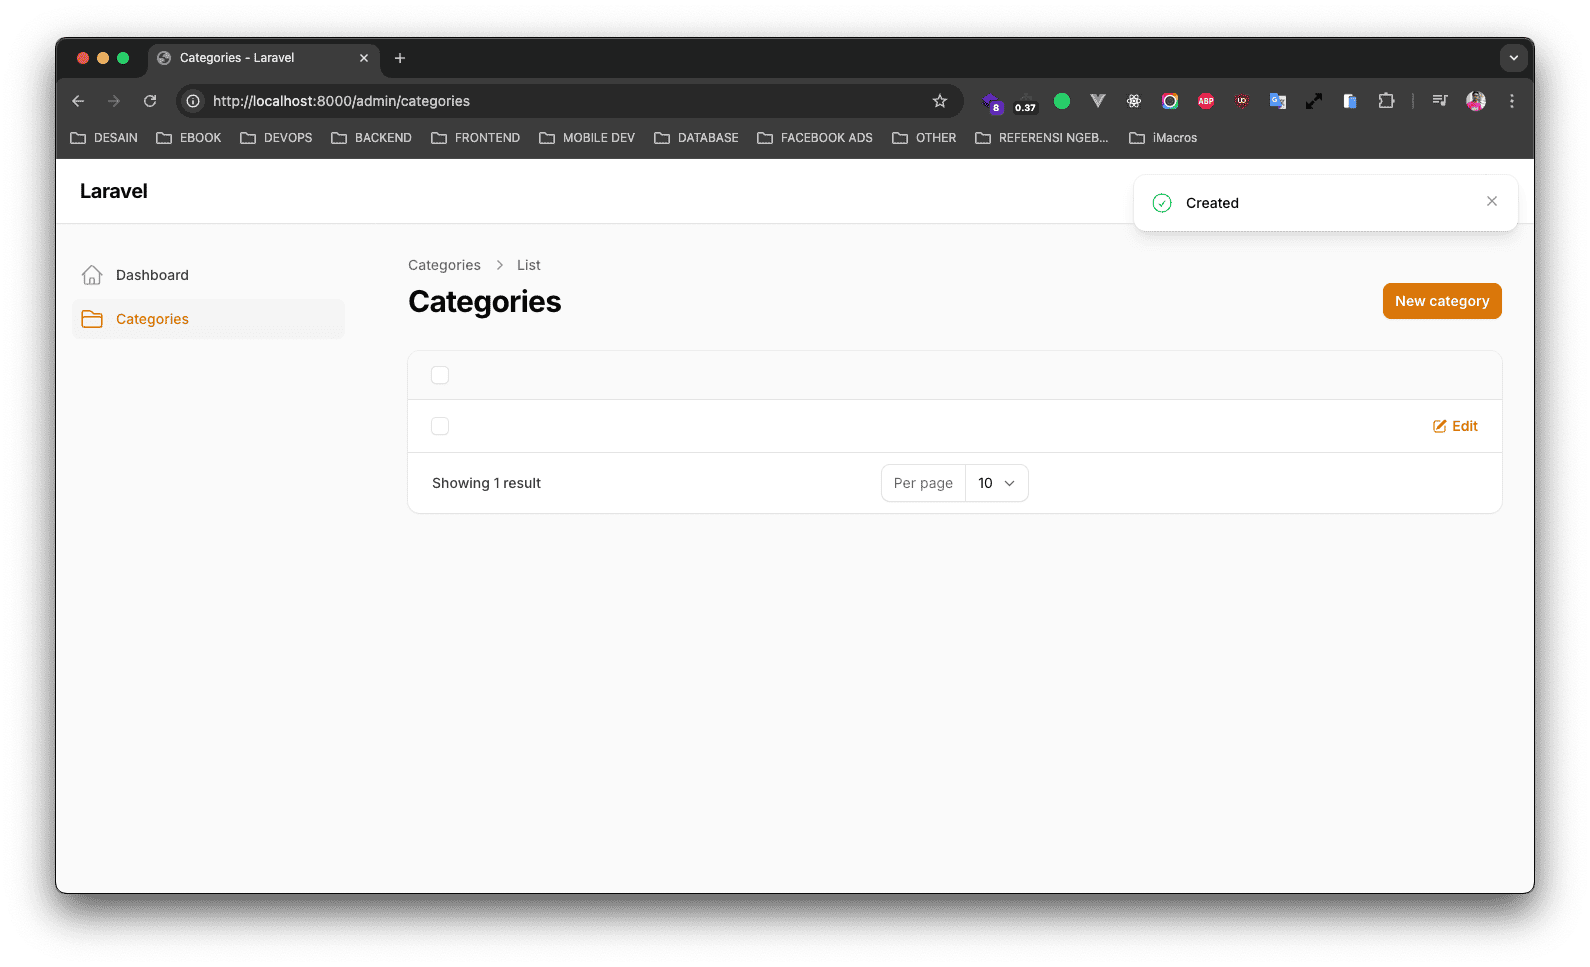 Categories - Laravel
http://localhost:8000/admin/categories
8
0.37
ABP
DESAIN
EBOOK
DEVOPS
BACKEND
FRONTEND
MOBILE DEV
DATABASE
FACEBOOK ADS
OTHER
REFERENSI NGEB...
iMacros
Laravel
Created
Dashboard
Categories
Categories > List
Categories
New category
Edit
Showing 1 result
Per page
10